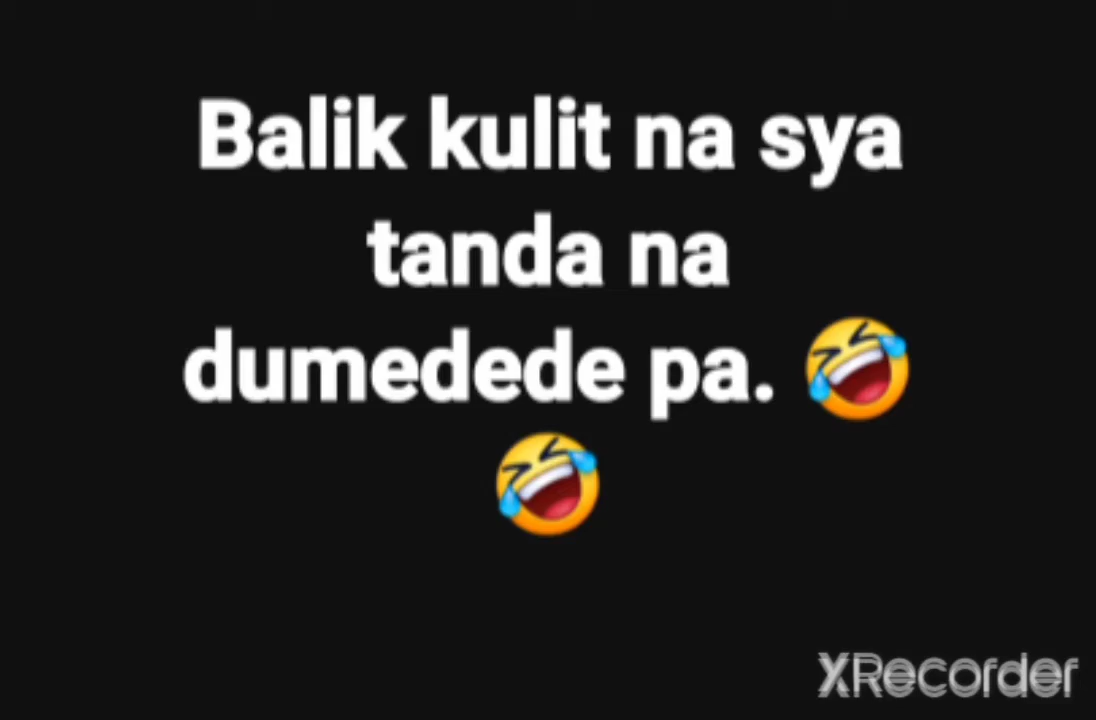 Balik kulit na sya
tanda na
dumedede pa. 🤣
🤣
XRecorder